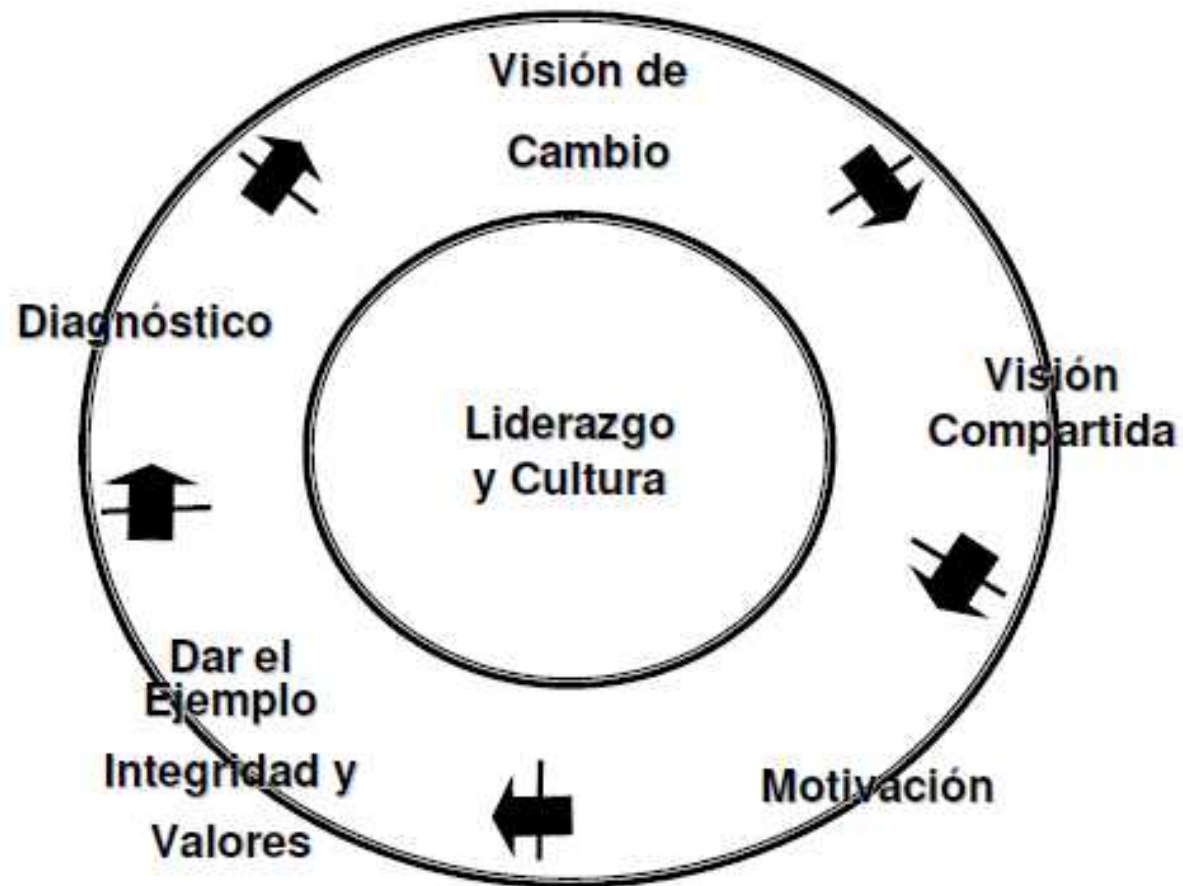 Visión de
Cambio
Diagnóstico
Visión
Compartida
Liderazgo
y Cultura
Dar el
Ejemplo
Integridad y
Valores
Motivación